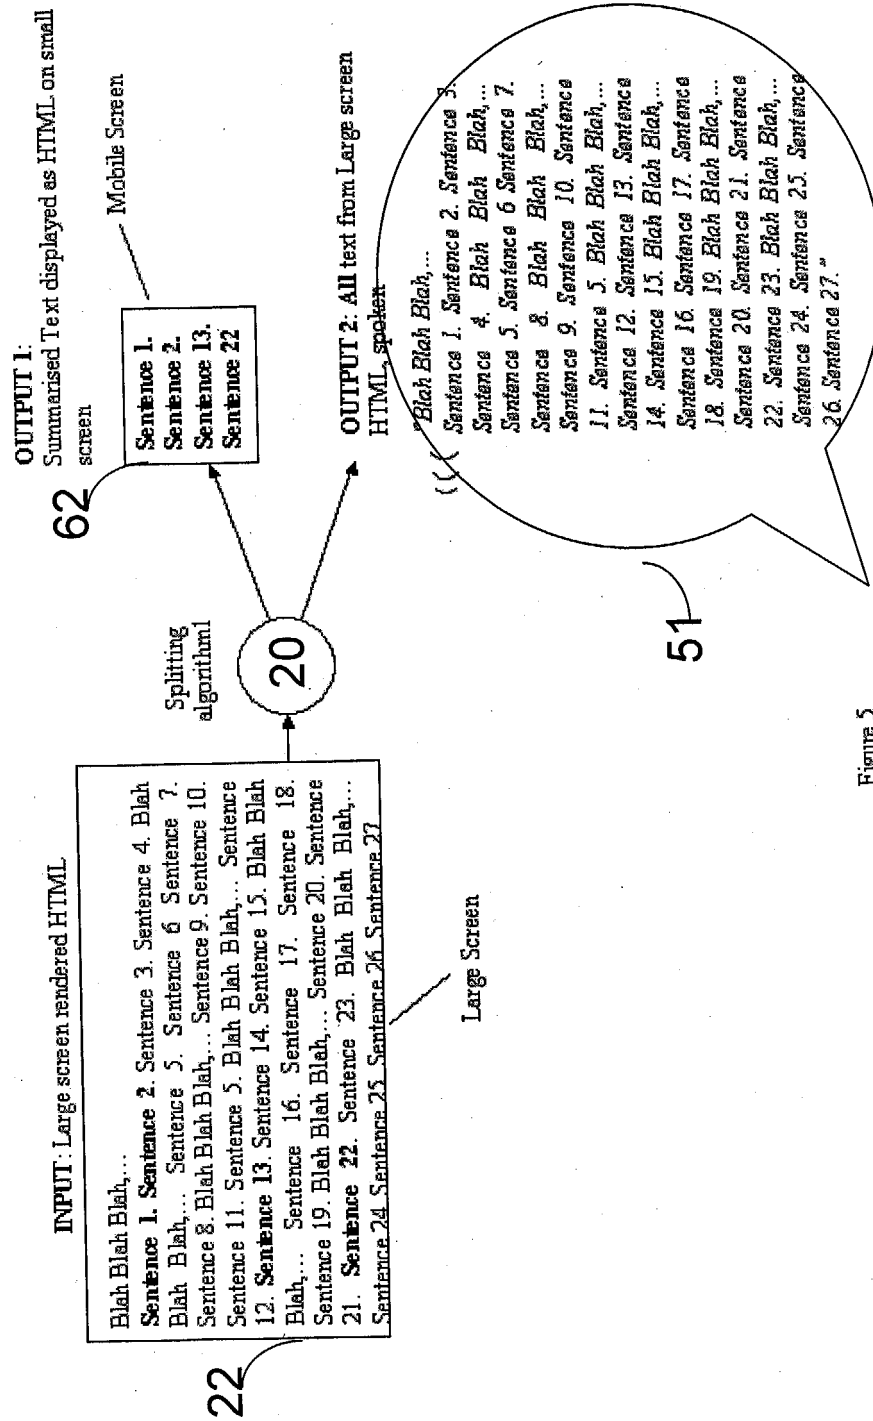 INPUT: Large screen rendered HTML
Blah Blah Blah,...
Sentence 1. Sentence 2. Sentence 3. Sentence 4. Blah
Blah Blah,... Sentence 5. Sentence 6 Sentence 7.
Sentence 8. Blah Blah Blah,... Sentence 9. Sentence 10.
Sentence 11. Sentence 5. Blah Blah Blah,... Sentence
12. Sentence 13. Sentence 14. Sentence 15. Blah Blah
Blah,... Sentence 16. Sentence 17. Sentence 18.
Sentence 19. Blah Blah Blah,... Sentence 20. Sentence
21. Sentence 22. Sentence 23. Blah Blah Blah,...
Sentence 24 Sentence 25 Sentence 26 Sentence 27
22
Large Screen
Splitting
algorithm1
20
OUTPUT 1:
Summarised Text displayed as HTML on small
screen
62
Sentence 1.
Sentence 2.
Sentence 13.
Sentence 22
Mobile Screen
OUTPUT 2: All text from Large screen
HTML, spoken
"Blah Blah Blah,...
Sentence 1. Sentence 2. Sentence 3.
Sentence 4. Blah Blah Blah,...
Sentence 5. Sentence 6 Sentence 7.
Sentence 8. Blah Blah Blah,...
Sentence 9. Sentence 10. Sentence
11. Sentence 5. Blah Blah Blah,...
Sentence 12. Sentence 13. Sentence
14. Sentence 15. Blah Blah Blah,...
Sentence 16. Sentence 17. Sentence
18. Sentence 19. Blah Blah Blah,...
Sentence 20. Sentence 21. Sentence
22. Sentence 23. Blah Blah Blah,...
Sentence 24. Sentence 25. Sentence
26. Sentence 27."
51
Figure 5